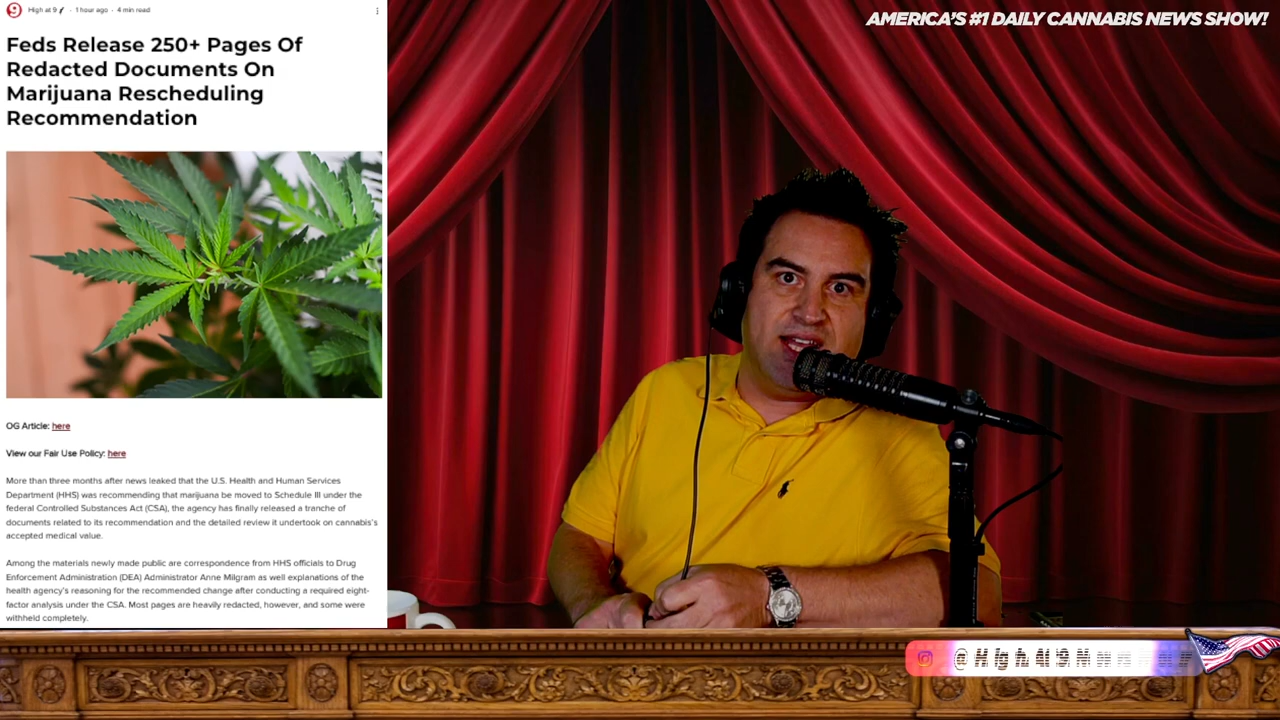 High at 9 · 1 hour ago · 4 min read
Feds Release 250+ Pages Of
Redacted Documents On
Marijuana Rescheduling
Recommendation
OG Article: here
View our Fair Use Policy: here
More than three months after news leaked that the U.S. Health and Human Services
Department (HHS) was recommending that marijuana be moved to Schedule III under the
federal Controlled Substances Act (CSA), the agency has finally released a tranche of
documents related to its recommendation and the detailed review it undertook on cannabis's
accepted medical value.
Among the materials newly made public are correspondence from HHS officials to Drug
Enforcement Administration (DEA) Administrator Anne Milgram as well explanations of the
health agency's reasoning for the recommended change after conducting a required eight-
factor analysis under the CSA. Most pages are heavily redacted, however, and some were
withheld completely.
AMERICA'S #1 DAILY CANNABIS NEWS SHOW!